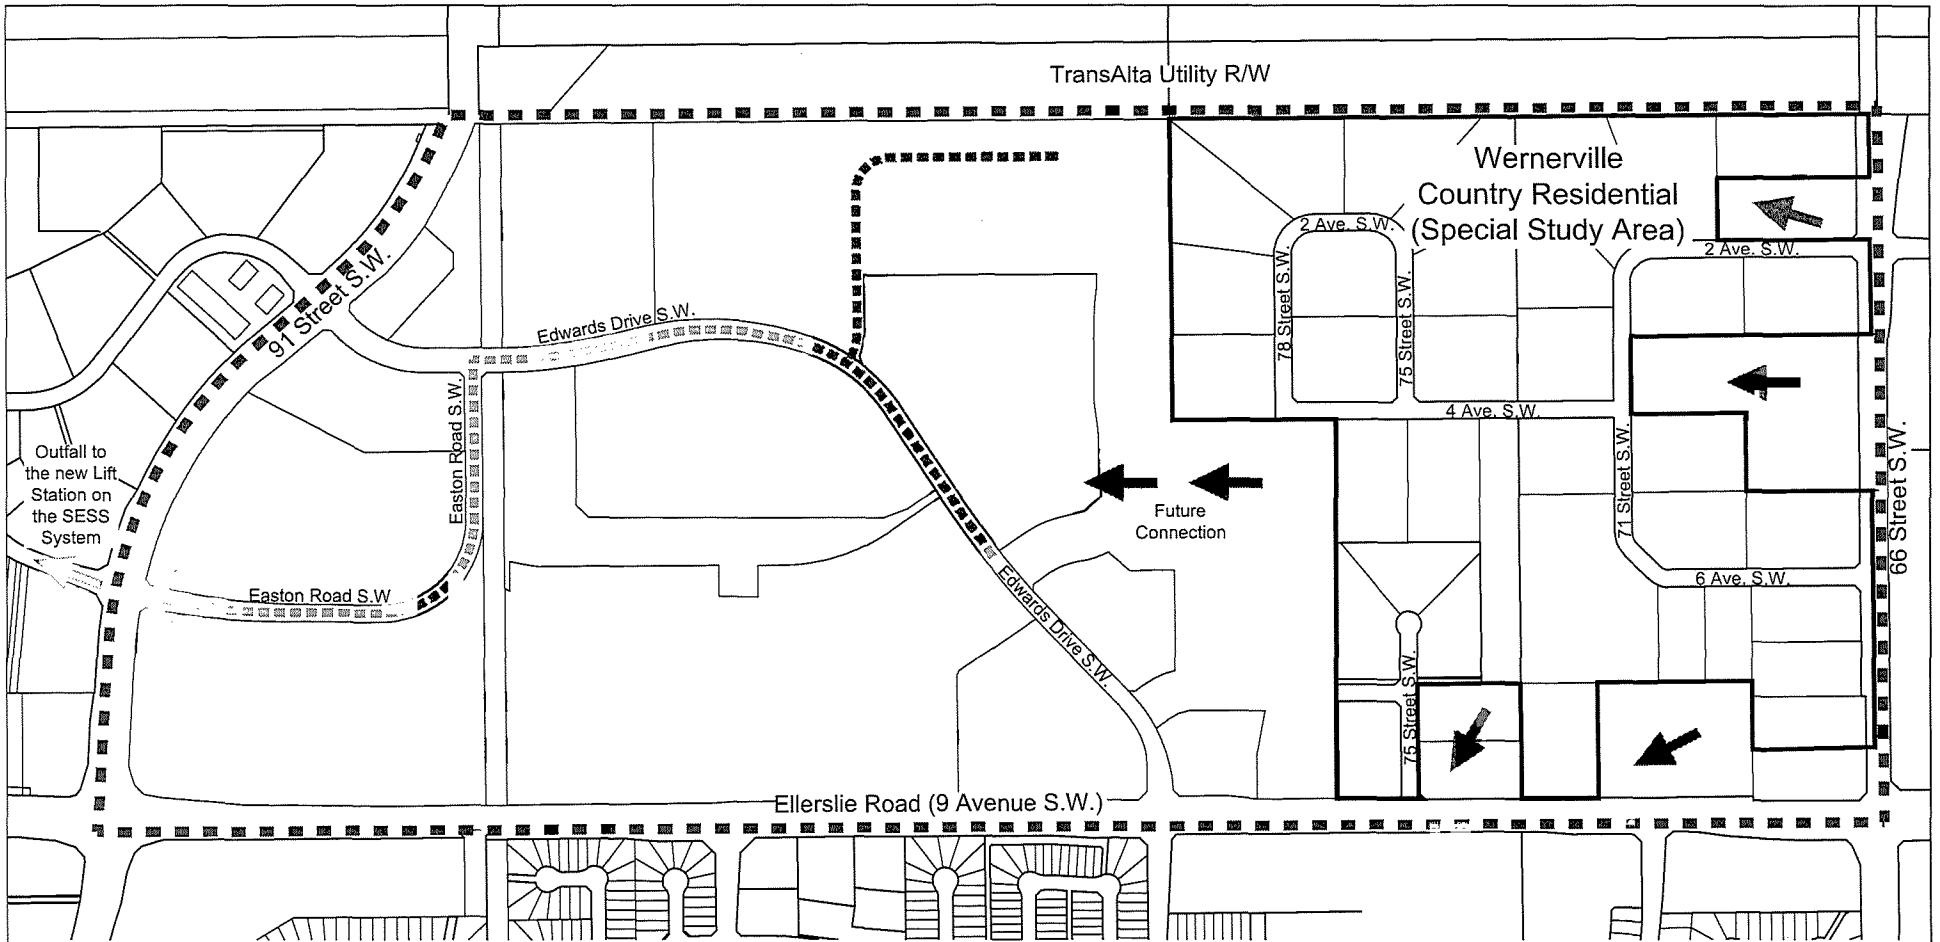 TransAlta Utility R/W
Wernerville
Country Residential
(Special Study Area)
2 Ave. S.W.
2 Ave. S.W.
78 Street S.W.
75 Street S.W.
91 Street S.W.
Edwards Drive S.W.
Easton Road S.W.
4 Ave. S.W.
71 Street S.W.
66 Street S.W.
Outfall to
the new Lift
Station on
the SESS
System
Future
Connection
Easton Road S.W
Edwards Drive S.W.
6 Ave. S.W.
75 Street S.W.
Ellerslie Road (9 Avenue S.W.)